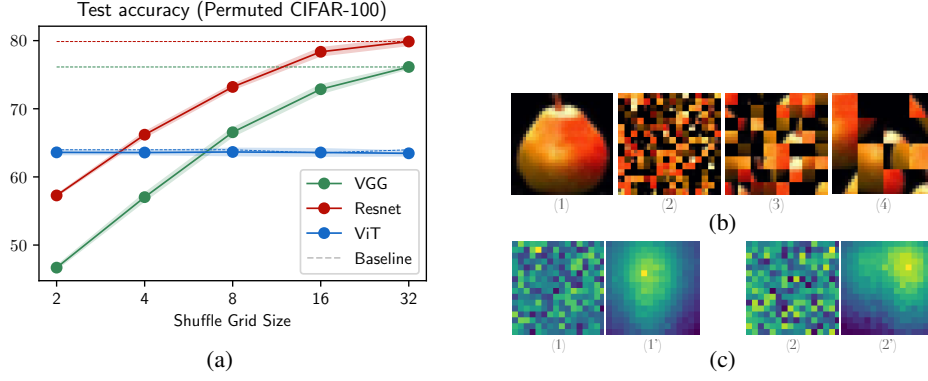 Test accuracy (Permuted CIFAR-100)
80
70
60
50
VGG
Resnet
ViT
Baseline
2 4 8 16 32
Shuffle Grid Size
(a)
(1) (2) (3) (4)
(b)
(1) (1') (2) (2')
(c)